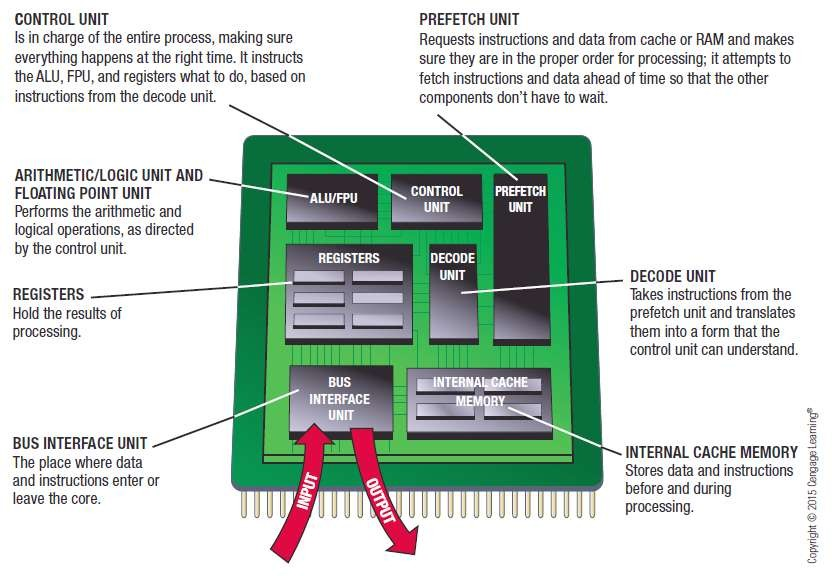 CONTROL UNIT
Is in charge of the entire process, making sure
everything happens at the right time. It instructs
the ALU, FPU, and registers what to do, based on
instructions from the decode unit.
PREFETCH UNIT
Requests instructions and data from cache or RAM and makes
sure they are in the proper order for processing; it attempts to
fetch instructions and data ahead of time so that the other
components don't have to wait.
ARITHMETIC/LOGIC UNIT AND
FLOATING POINT UNIT
Performs the arithmetic and
logical operations, as directed
by the control unit.
ALU/FPU
CONTROL
UNIT
PREFETCH
UNIT
REGISTERS
Hold the results of
processing.
REGISTERS
DECODE
UNIT
DECODE UNIT
Takes instructions from the
prefetch unit and translates
them into a form that the
control unit can understand.
BUS
INTERFACE
UNIT
INTERNAL CACHE
MEMORY
BUS INTERFACE UNIT
The place where data
and instructions enter or
leave the core.
INPUT
OUTPUT
INTERNAL CACHE MEMORY
Stores data and instructions
before and during
processing.
Copyright © 2015 Cengage Learning®